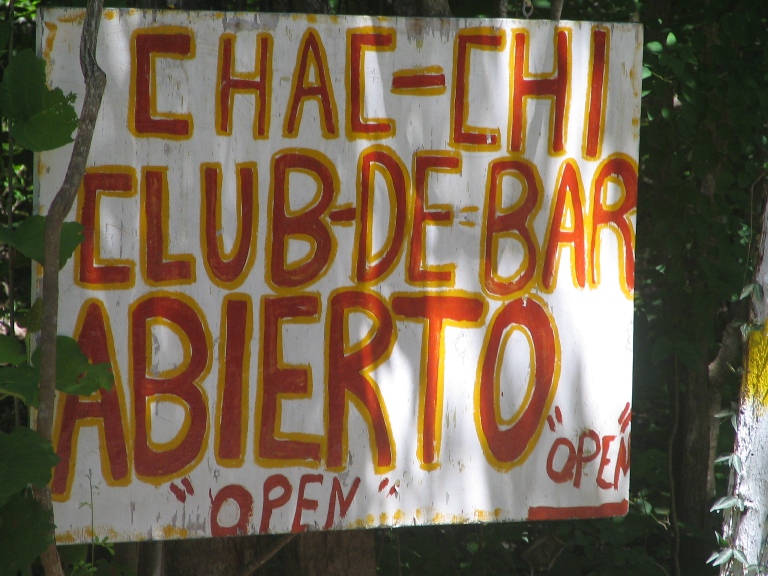 CHAC-CHI
CLUB-DE-BAR
ABIERTO
"OPEN"
"OPEN"